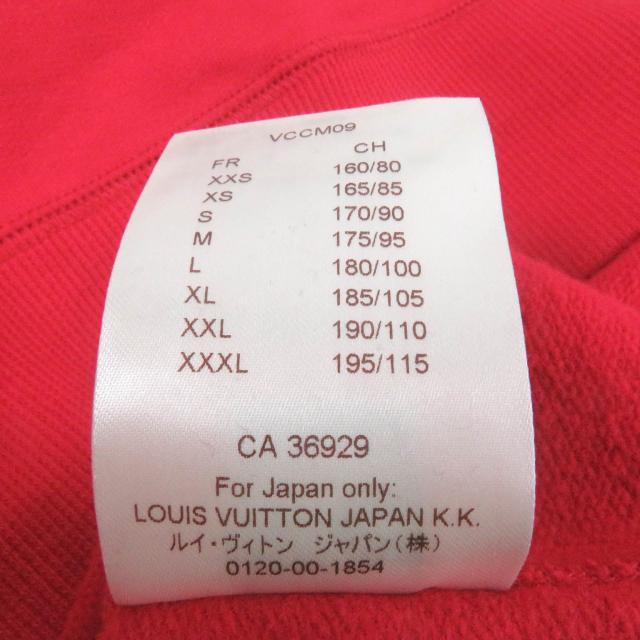 VCCM09
FR CH
XXS 160/80
XS 165/85
S 170/90
M 175/95
L 180/100
XL 185/105
XXL 190/110
XXXL 195/115
CA 36929
For Japan only:
LOUIS VUITTON JAPAN K.K.
ルイ・ヴィトン ジャパン(株)
0120-00-1854